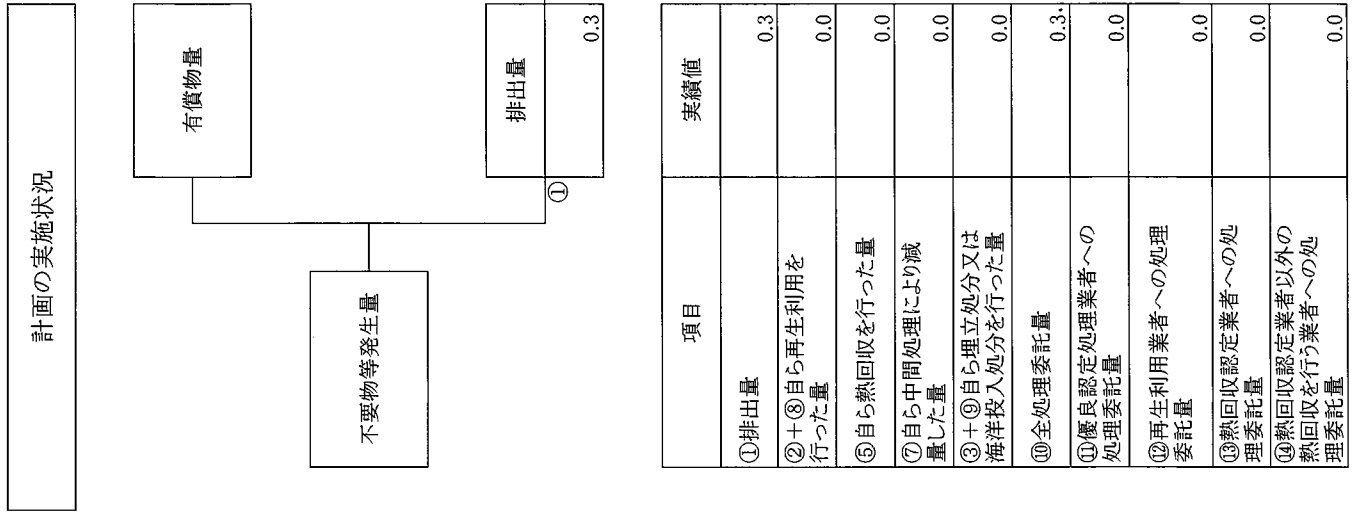 計画の実施状況
有償物量
不要物等発生量
排出量
①
0.3
項目
実績値
①排出量
0.3
②+⑧自ら再生利用を
行った量
0.0
⑤自ら熱回収を行った量
0.0
⑦自ら中間処理により減
量した量
0.0
③+⑨自ら埋立処分又は
海洋投入処分を行った量
0.0
⑩全処理委託量
0.3
⑪優良認定処理業者への
処理委託量
0.0
⑫再生利用業者への処理
委託量
0.0
⑬熱回収認定業者への処
理委託量
0.0
⑭熱回収認定業者以外の
熱回収を行う業者への処
理委託量
0.0